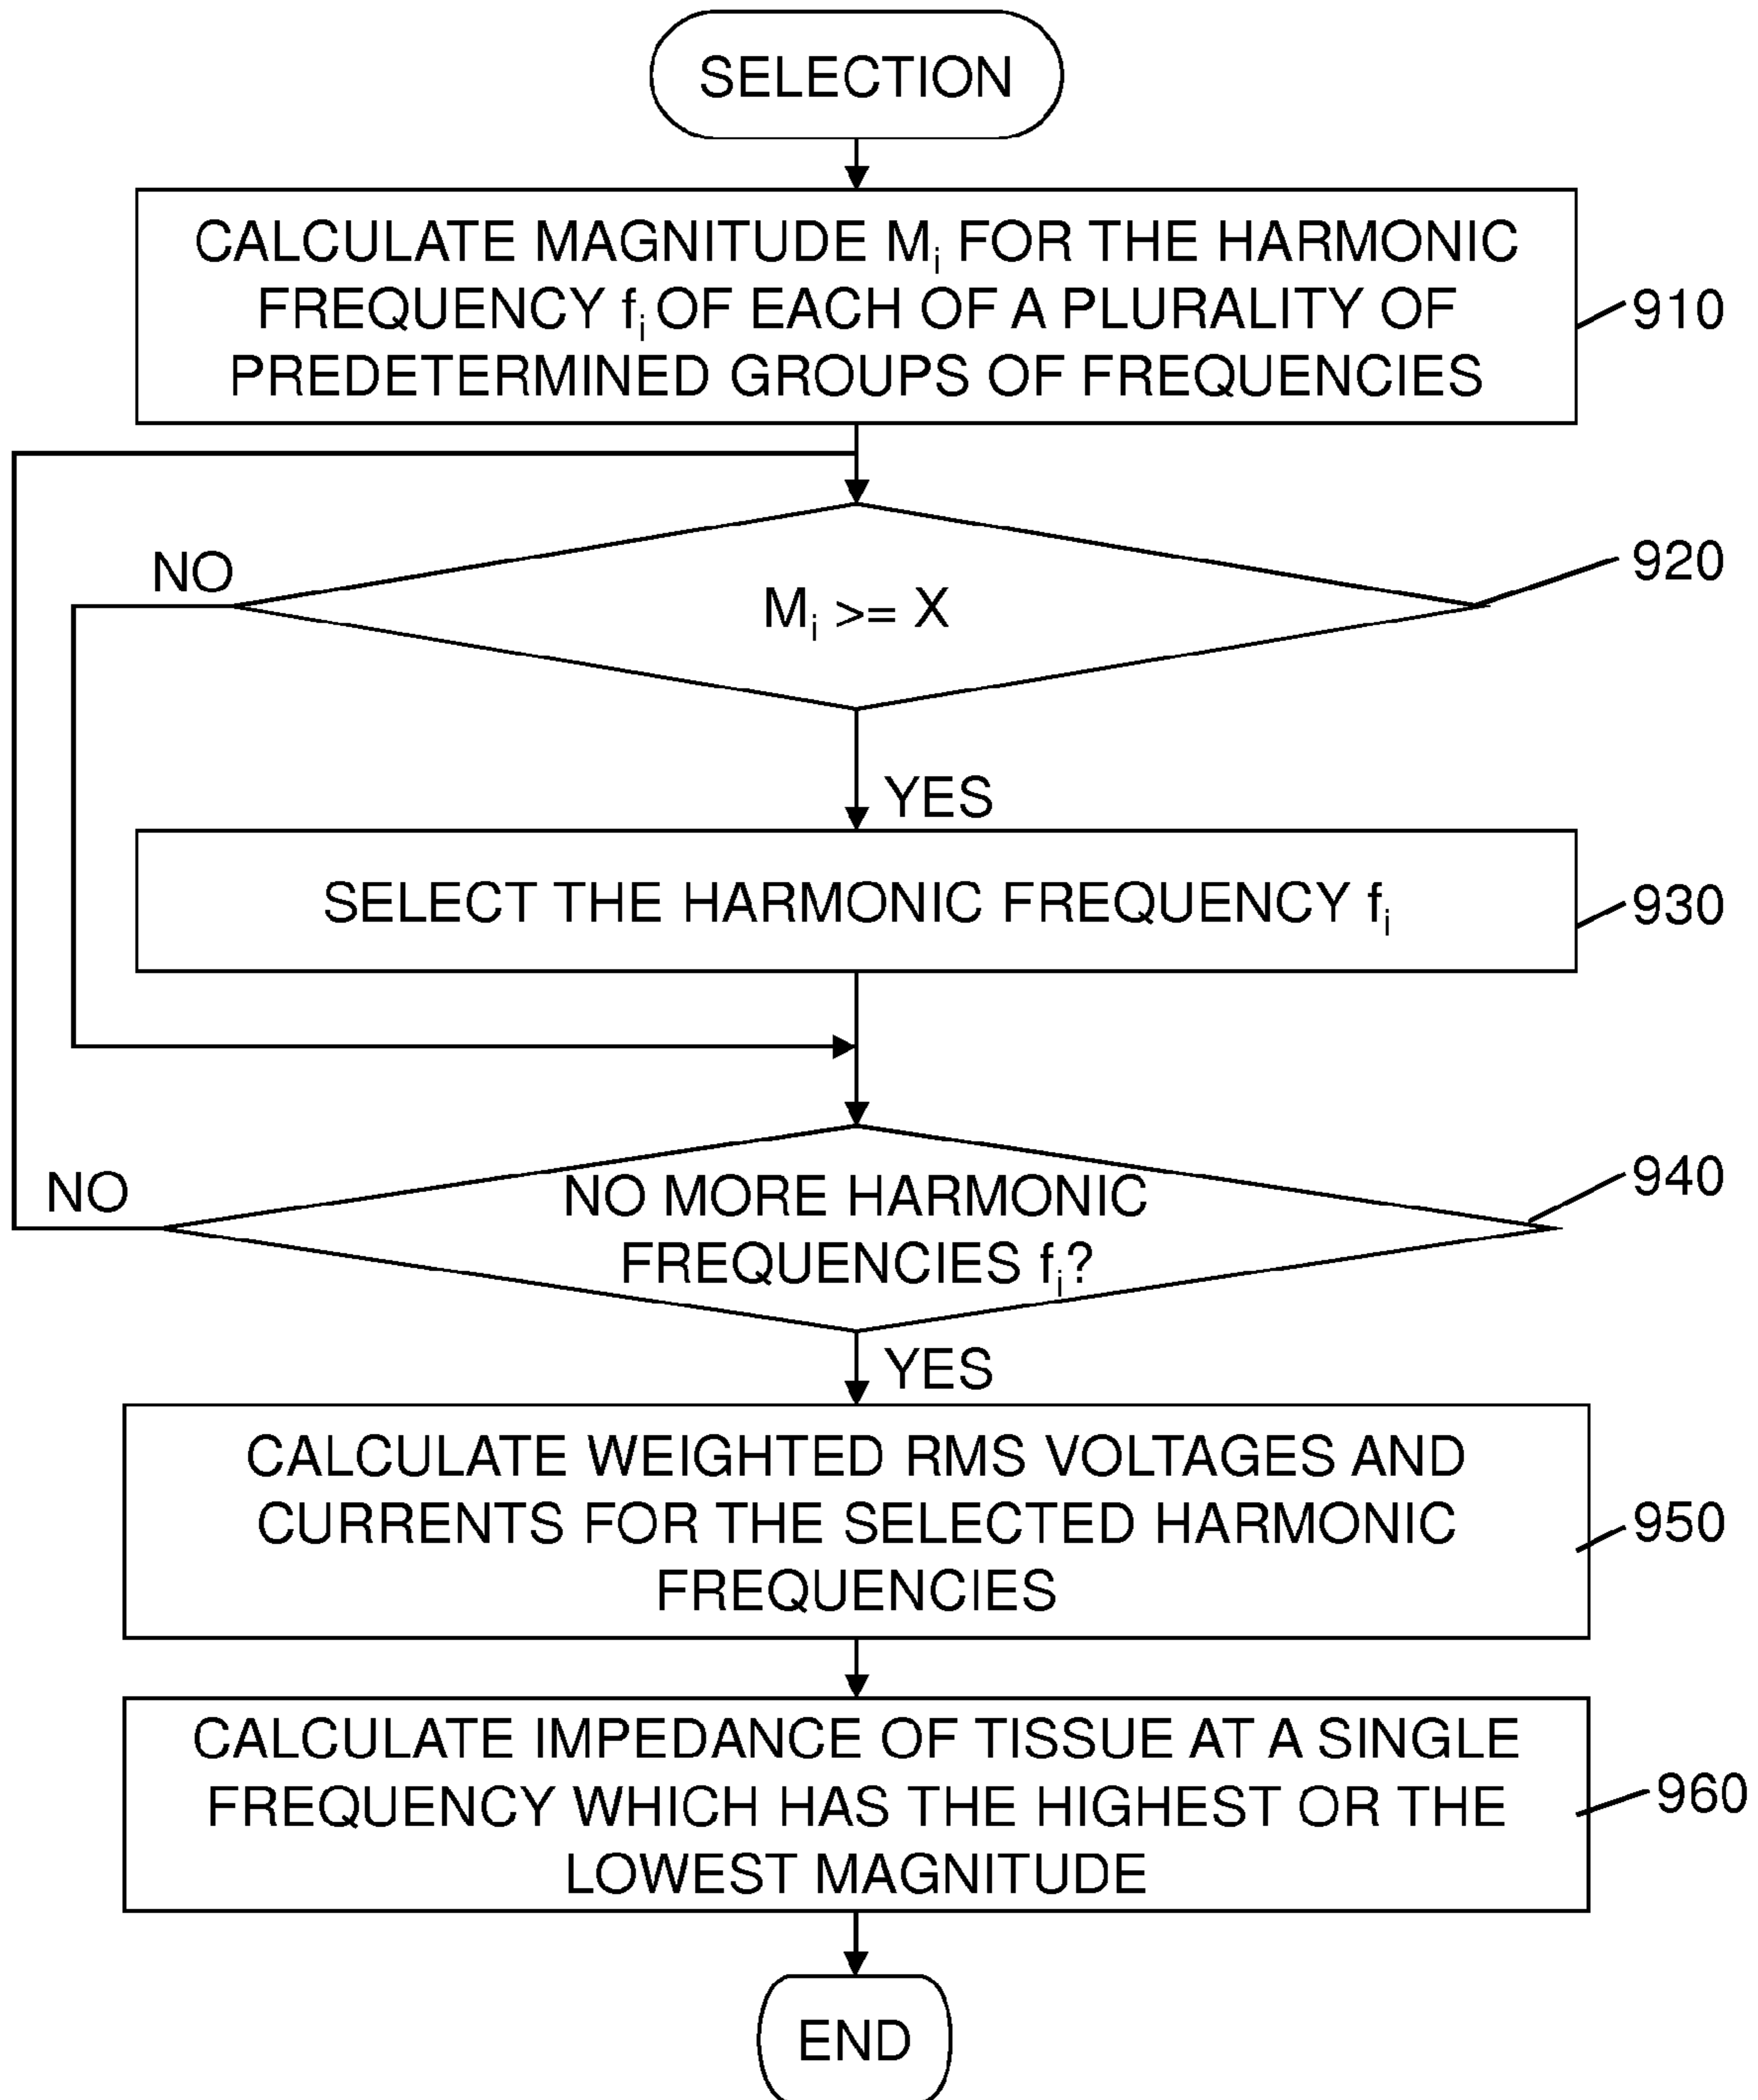 SELECTION
CALCULATE MAGNITUDE Mi FOR THE HARMONIC
FREQUENCY fi OF EACH OF A PLURALITY OF
PREDETERMINED GROUPS OF FREQUENCIES
910
NO
920
Mi >= X
YES
SELECT THE HARMONIC FREQUENCY fi
930
NO
NO MORE HARMONIC
FREQUENCIES fi?
940
YES
CALCULATE WEIGHTED RMS VOLTAGES AND
CURRENTS FOR THE SELECTED HARMONIC
FREQUENCIES
950
CALCULATE IMPEDANCE OF TISSUE AT A SINGLE
FREQUENCY WHICH HAS THE HIGHEST OR THE
LOWEST MAGNITUDE
960
END